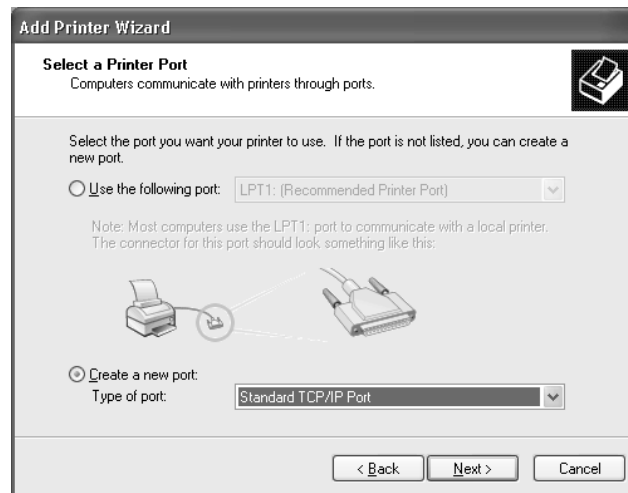 Add Printer Wizard
Select a Printer Port
Computers communicate with printers through ports.
Select the port you want your printer to use. If the port is not listed, you can create a
new port.
Use the following port: LPT1: (Recommended Printer Port)
Note: Most computers use the LPT1: port to communicate with a local printer.
The connector for this port should look something like this:
Create a new port:
Type of port: Standard TCP/IP Port
< Back Next > Cancel